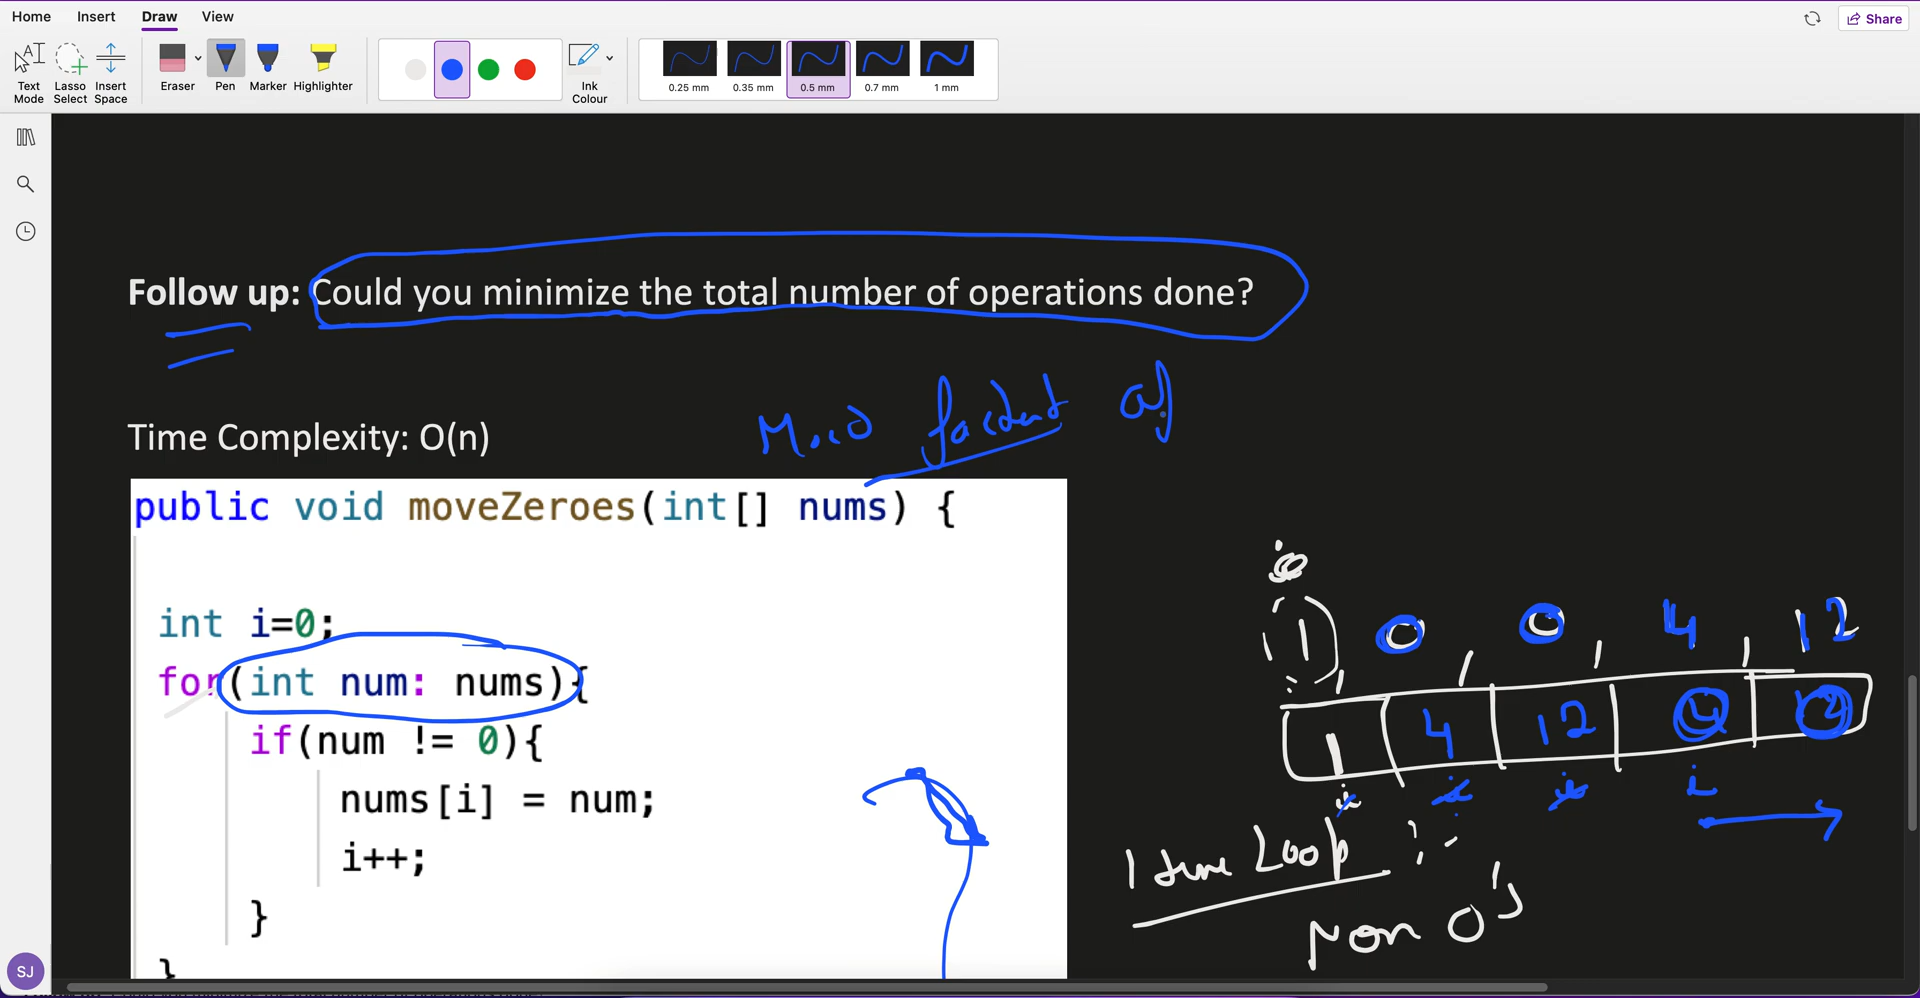 Home Insert Draw View
Share
Text Mode
Lasso Select
Insert Space
Eraser
Pen
Marker
Highlighter
Ink Colour
0.25 mm
0.35 mm
0.5 mm
0.7 mm
1 mm
Follow up: Could you minimize the total number of operations done?
Time Complexity: O(n)
public void moveZeroes(int[] nums) {
int i=0;
for(int num: nums){
if(num != 0){
nums[i] = num;
i++;
}
}
1, 0, 0, 4, 12
1 4 12
i
1 time Loop
Non 0's
SJ